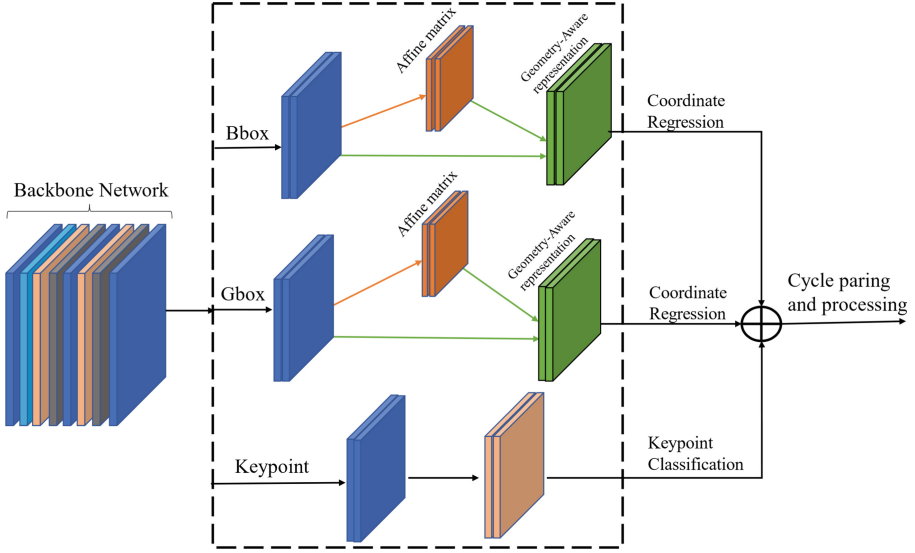 Backbone Network
Bbox
Affine matrix
Geometry-Aware
representation
Coordinate
Regression
Gbox
Affine matrix
Geometry-Aware
representation
Coordinate
Regression
Cycle paring
and processing
Keypoint
Keypoint
Classification